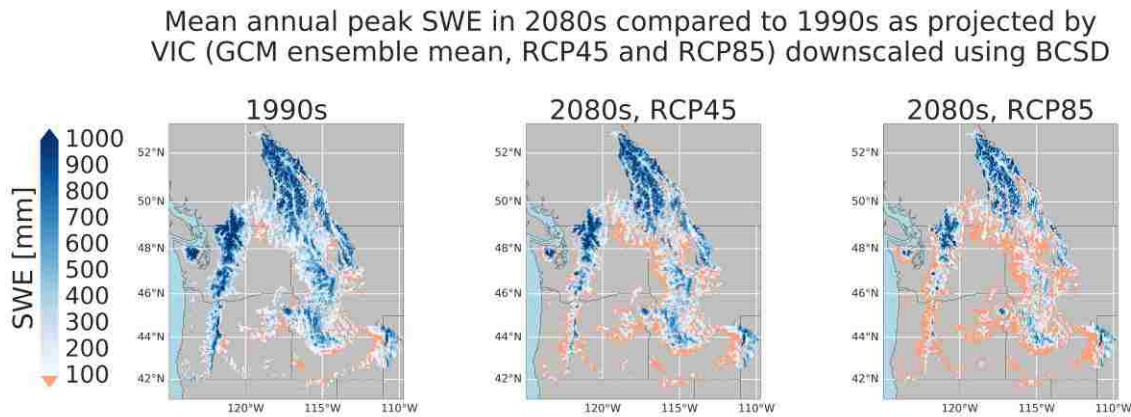 Mean annual peak SWE in 2080s compared to 1990s as projected by
VIC (GCM ensemble mean, RCP45 and RCP85) downscaled using BCSD
1990s
2080s, RCP45
2080s, RCP85
SWE [mm]
1000
900
800
700
600
500
400
300
200
100
52°N
50°N
48°N
46°N
44°N
42°N
120°W 115°W 110°W
52°N
50°N
48°N
46°N
44°N
42°N
120°W 115°W 110°W
52°N
50°N
48°N
46°N
44°N
42°N
120°W 115°W 110°W